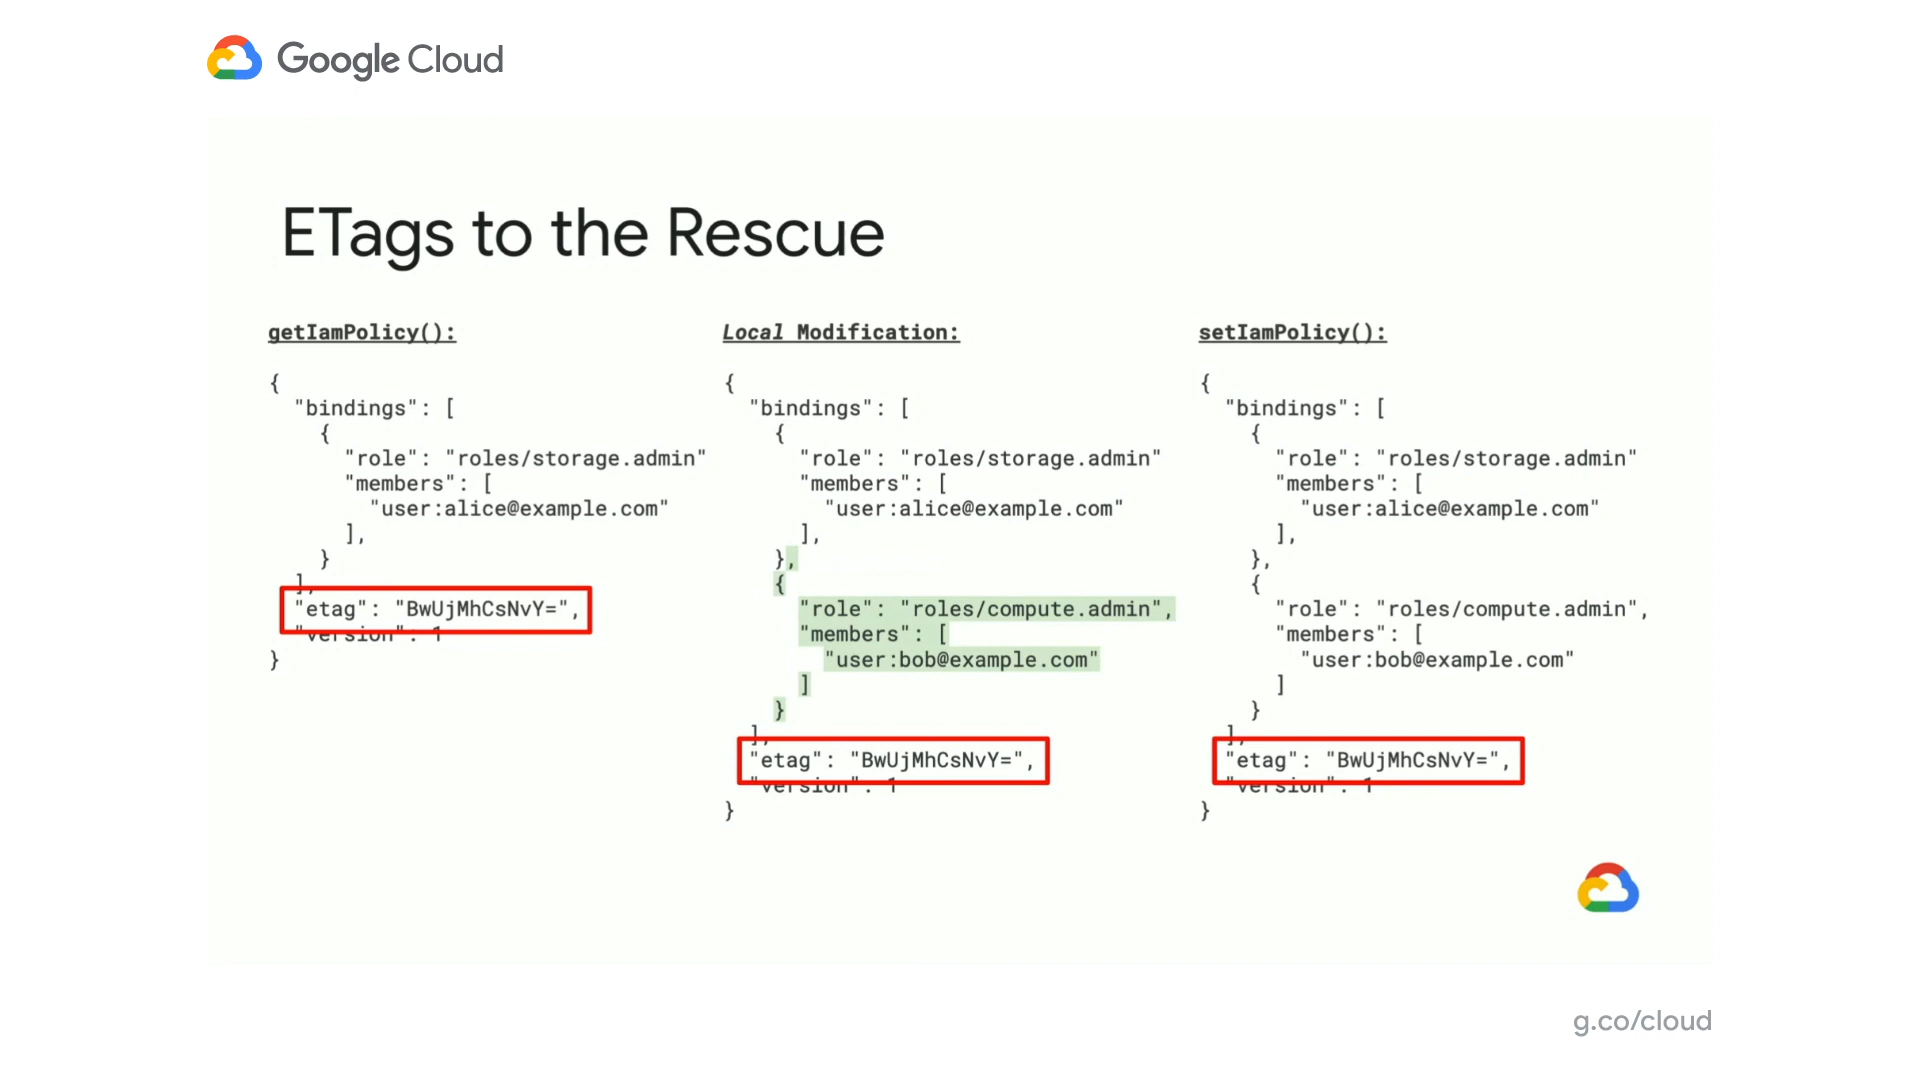 Google Cloud
ETags to the Rescue
getIamPolicy():
{
  "bindings": [
    {
      "role": "roles/storage.admin"
      "members": [
        "user:alice@example.com"
      ],
    }
  ],
  "etag": "BwUjMhCsNvY=",
  "version": 1
}
Local Modification:
{
  "bindings": [
    {
      "role": "roles/storage.admin"
      "members": [
        "user:alice@example.com"
      ],
    },
    {
      "role": "roles/compute.admin",
      "members": [
        "user:bob@example.com"
      ]
    }
  ],
  "etag": "BwUjMhCsNvY=",
  "version": 1
}
setIamPolicy():
{
  "bindings": [
    {
      "role": "roles/storage.admin"
      "members": [
        "user:alice@example.com"
      ],
    },
    {
      "role": "roles/compute.admin",
      "members": [
        "user:bob@example.com"
      ]
    }
  ],
  "etag": "BwUjMhCsNvY=",
  "version": 1
}
g.co/cloud